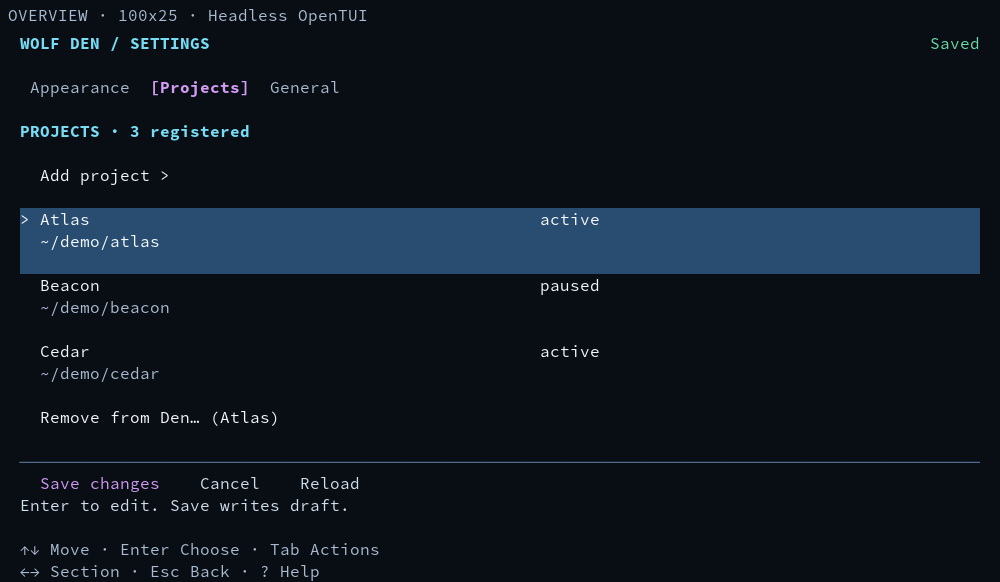 OVERVIEW · 100x25 · Headless OpenTUI
WOLF DEN / SETTINGS Saved
Appearance [Projects] General
PROJECTS · 3 registered
Add project >
> Atlas active
~/demo/atlas
Beacon paused
~/demo/beacon
Cedar active
~/demo/cedar
Remove from Den… (Atlas)
Save changes Cancel Reload
Enter to edit. Save writes draft.
↑↓ Move · Enter Choose · Tab Actions
←→ Section · Esc Back · ? Help